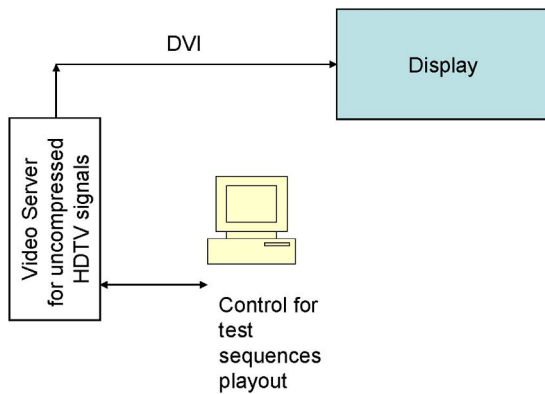 DVI
Display
Video Server
for uncompressed
HDTV signals
Control for
test
sequences
playout